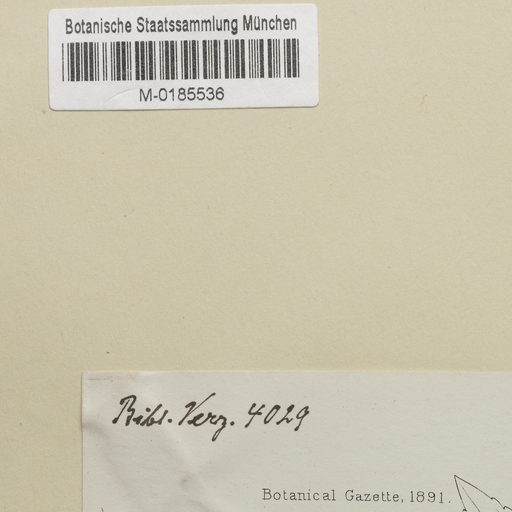 Botanische Staatssammlung München
M-0185536
Bibl. Verz. 4029
Botanical Gazette, 1891.